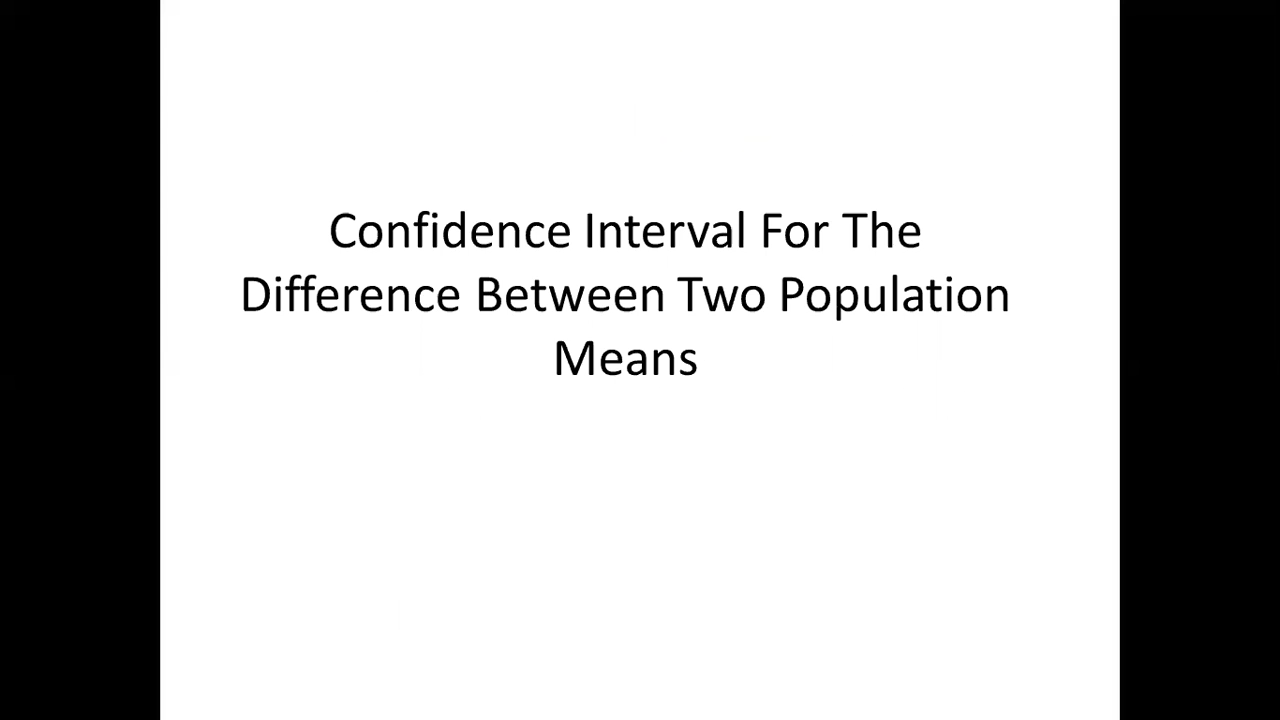 Confidence Interval For The
Difference Between Two Population
Means